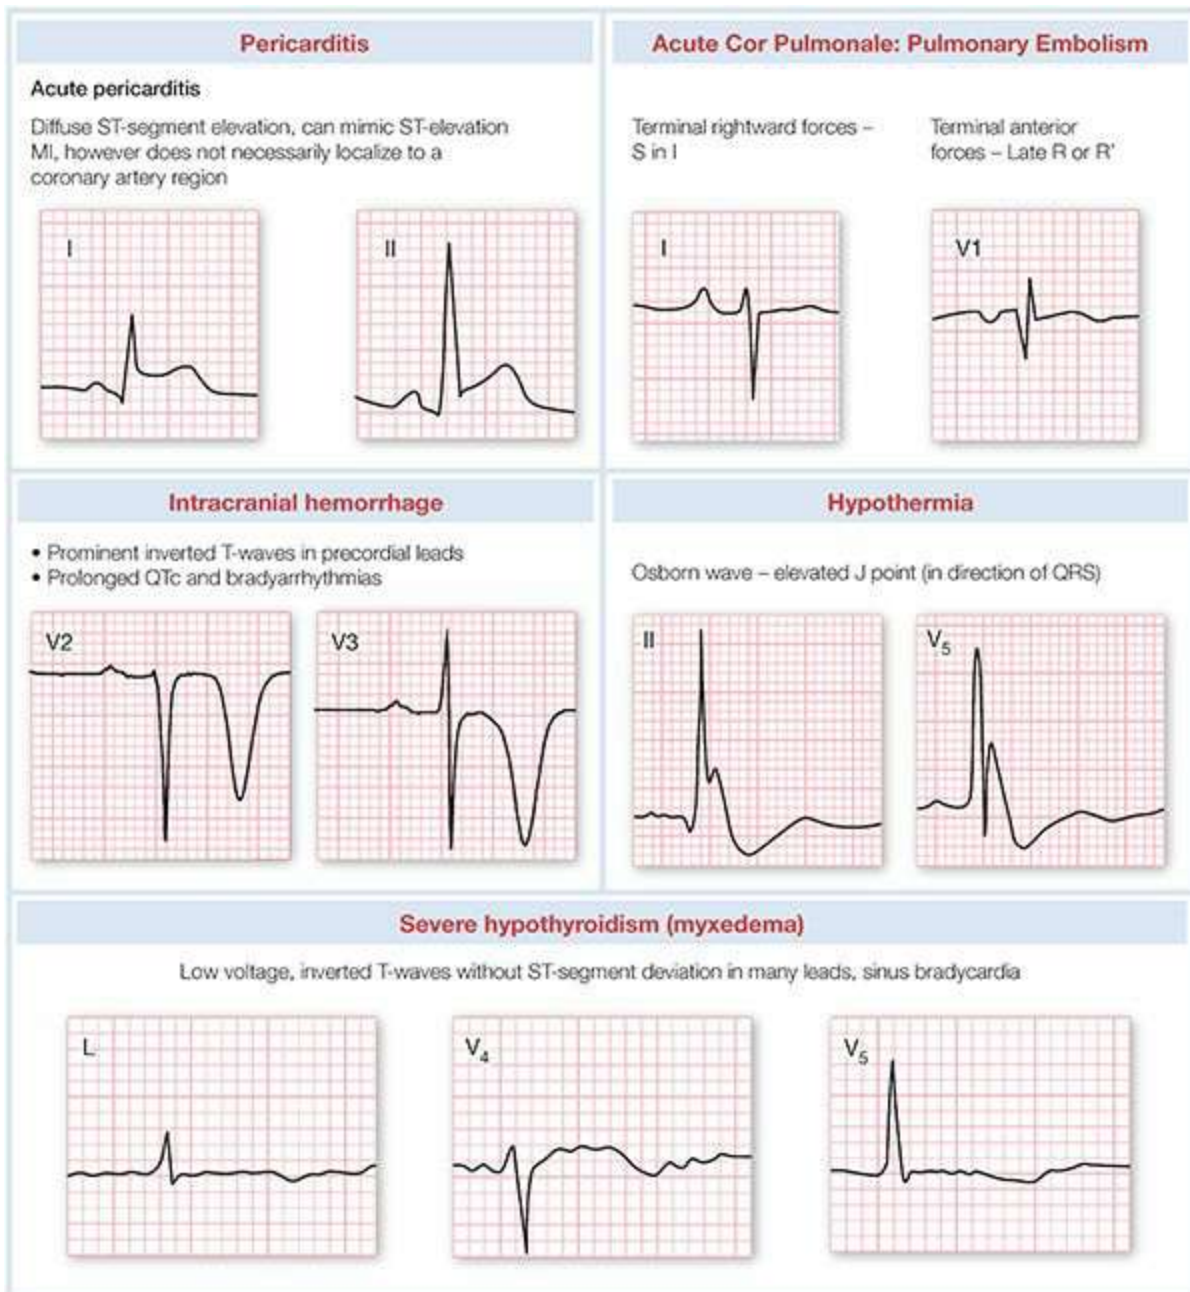 Pericarditis
Acute pericarditis
Diffuse ST-segment elevation, can mimic ST-elevation
MI, however does not necessarily localize to a
coronary artery region
I
II
Acute Cor Pulmonale: Pulmonary Embolism
Terminal rightward forces –
S in I
Terminal anterior
forces – Late R or R'
I
V1
Intracranial hemorrhage
• Prominent inverted T-waves in precordial leads
• Prolonged QTc and bradyarrhythmias
V2
V3
Hypothermia
Osborn wave – elevated J point (in direction of QRS)
II
V5
Severe hypothyroidism (myxedema)
Low voltage, inverted T-waves without ST-segment deviation in many leads, sinus bradycardia
L
V4
V5